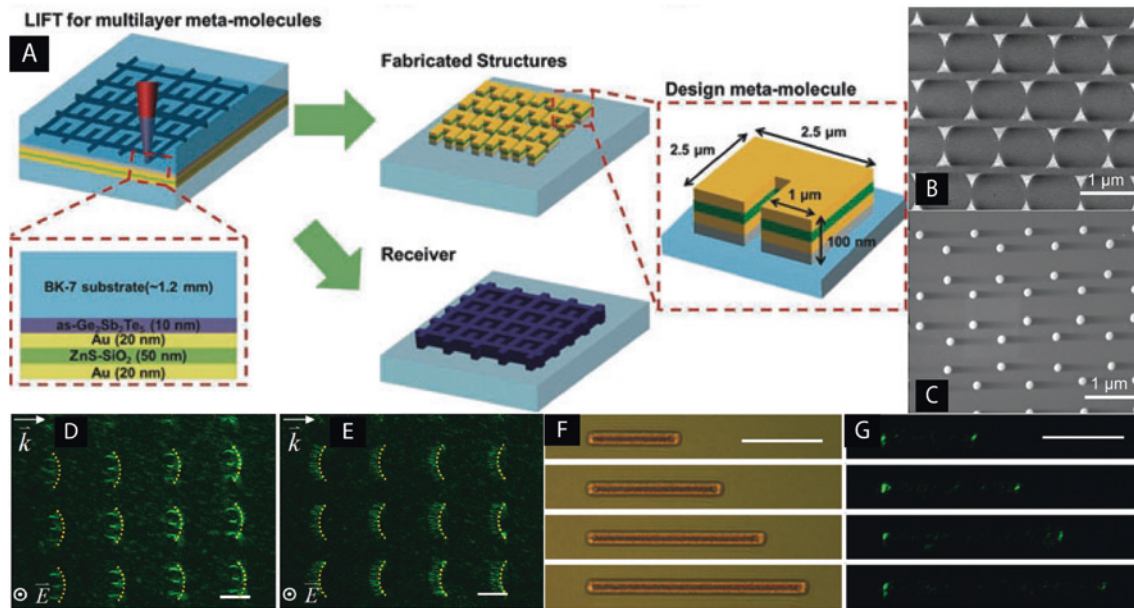 LIFT for multilayer meta-molecules
A
Fabricated Structures
Design meta-molecule
2.5 µm
2.5 µm
1 µm
100 nm
Receiver
BK-7 substrate(~1.2 mm)
as-Ge₂Sb₂Te₅ (10 nm)
Au (20 nm)
ZnS-SiO₂ (50 nm)
Au (20 nm)
B
1 µm
C
1 µm
D
k
E
E
k
E
F
G